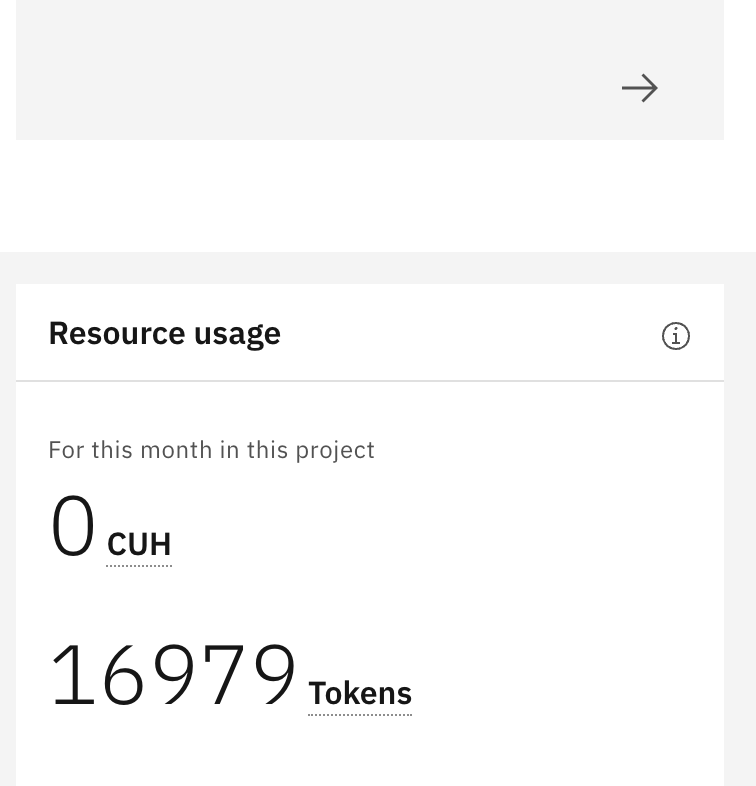 Resource usage
For this month in this project
0 CUH
16979 Tokens